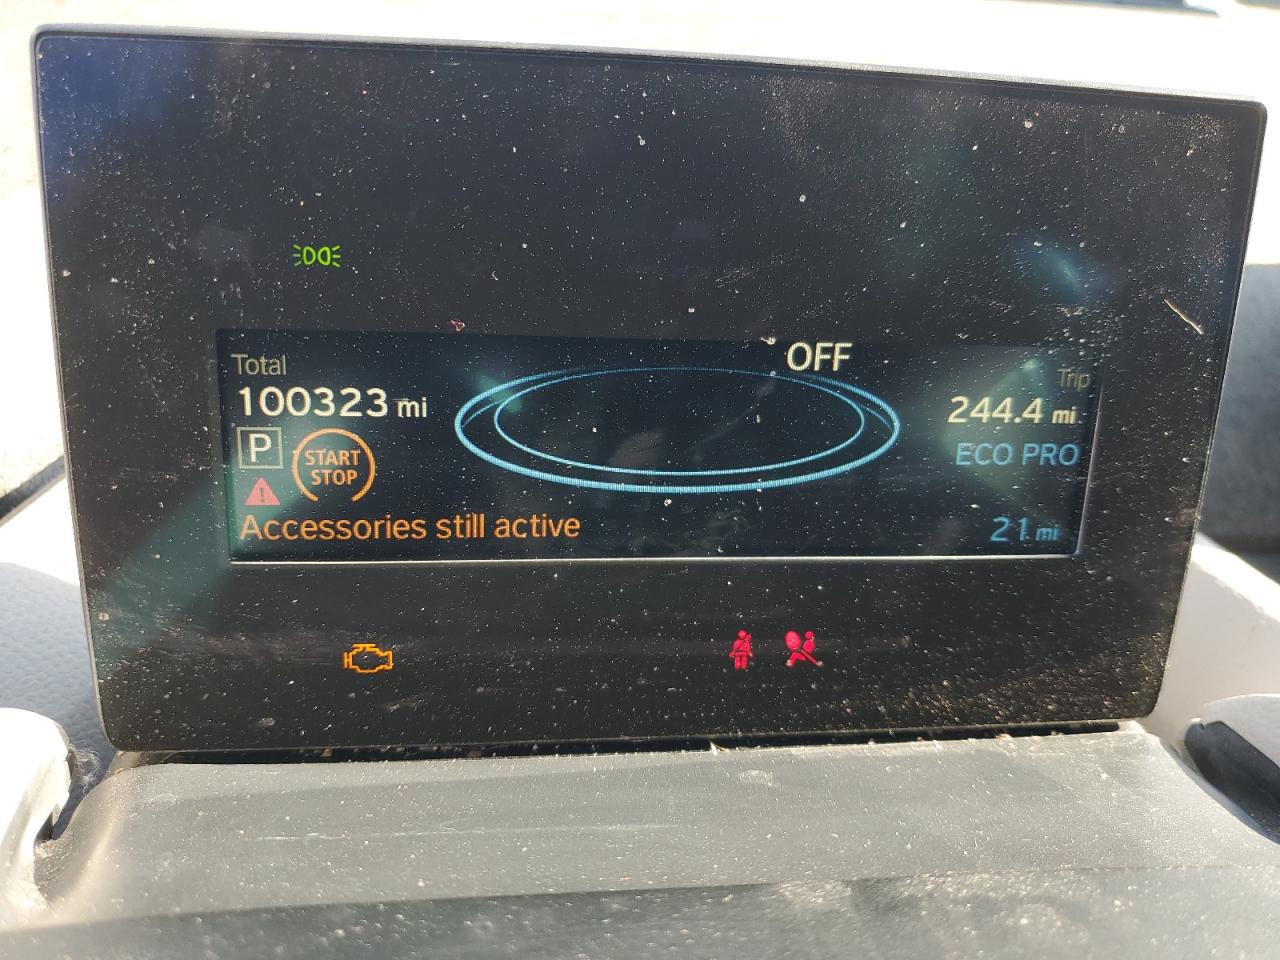 OFF
Total
100323 mi
P
START
STOP
Accessories still active
Trip
244.4 mi
ECO PRO
21 mi